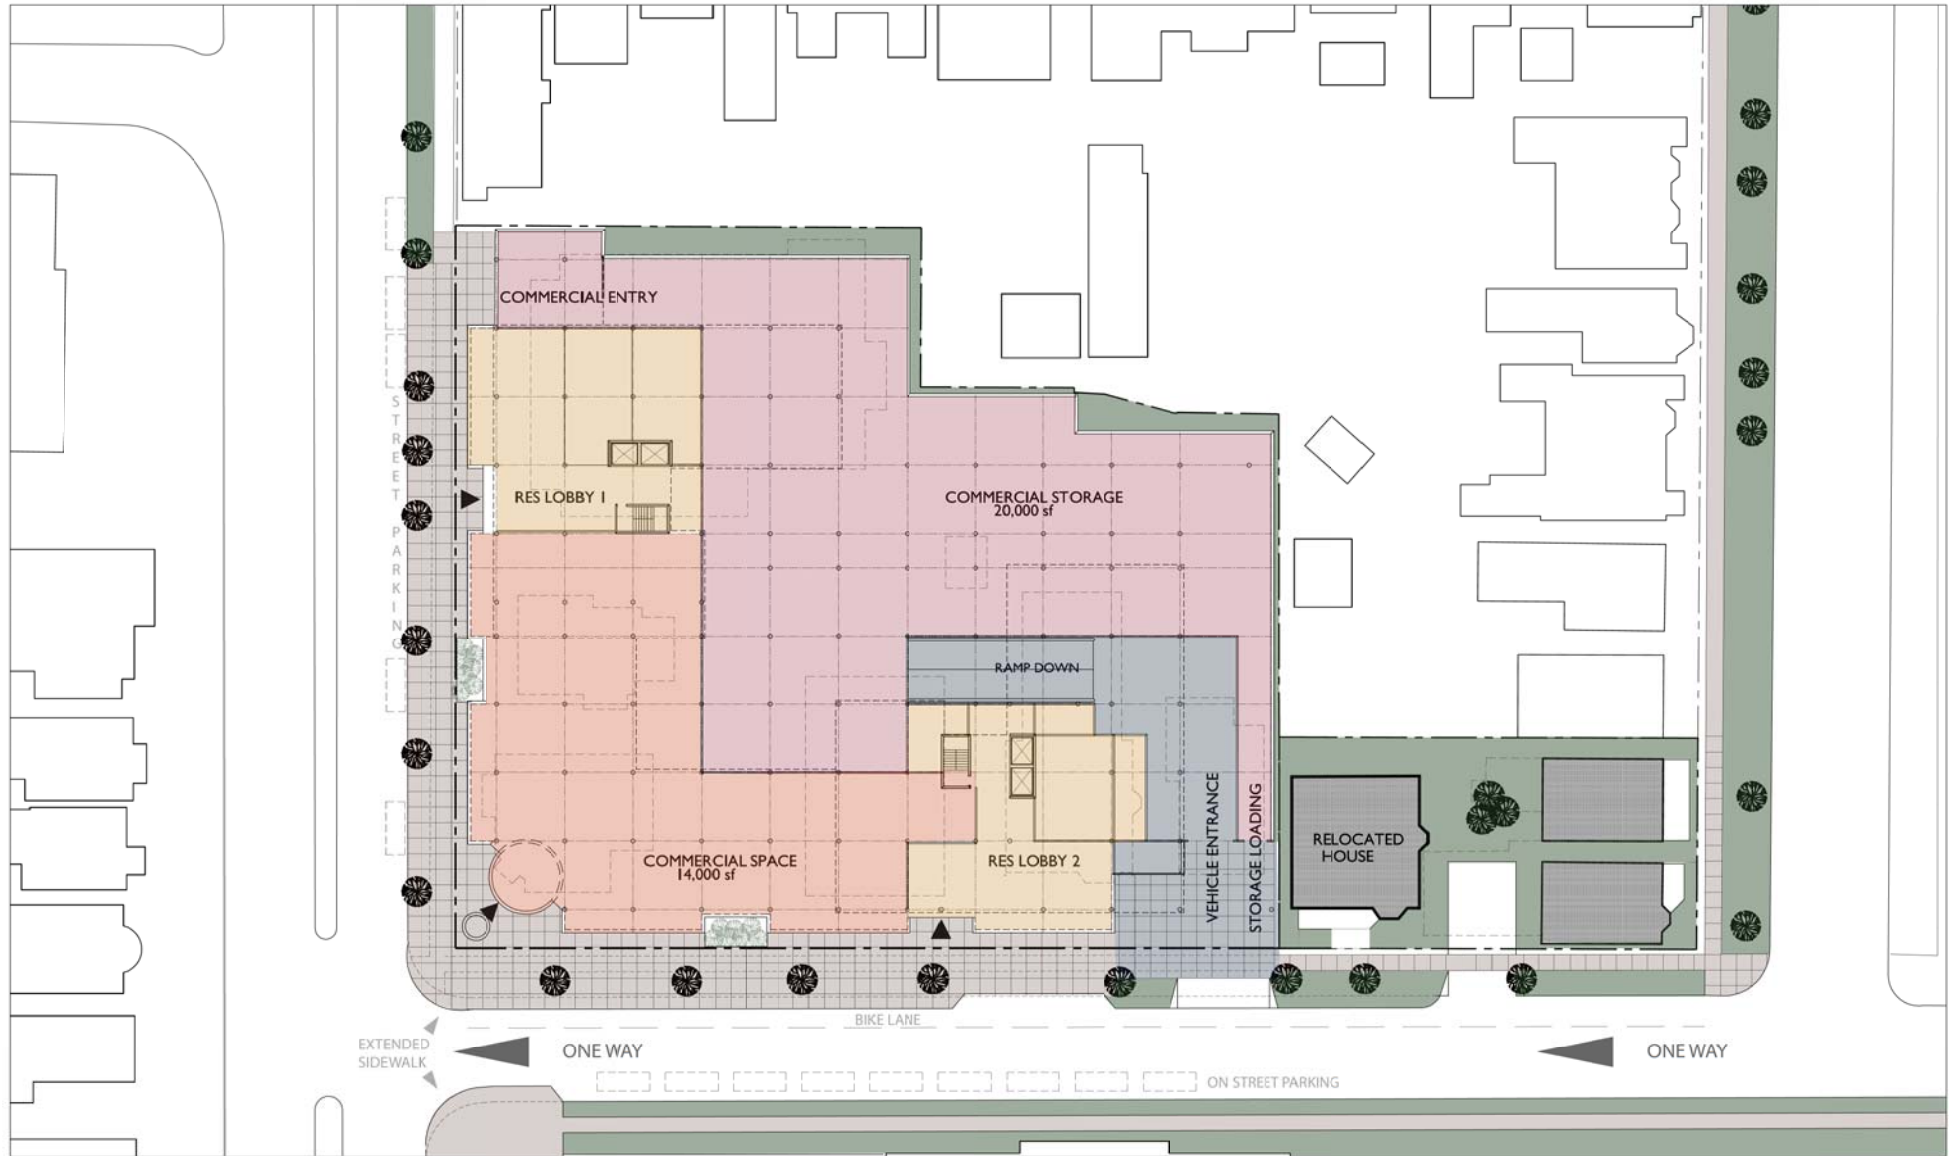 COMMERCIAL ENTRY
STREET PARKING
RES LOBBY 1
COMMERCIAL STORAGE
20,000 sf
RAMP DOWN
VEHICLE ENTRANCE
STORAGE LOADING
RELOCATED
HOUSE
COMMERCIAL SPACE
14,000 sf
RES LOBBY 2
BIKE LANE
EXTENDED
SIDEWALK
ONE WAY
ONE WAY
ON STREET PARKING